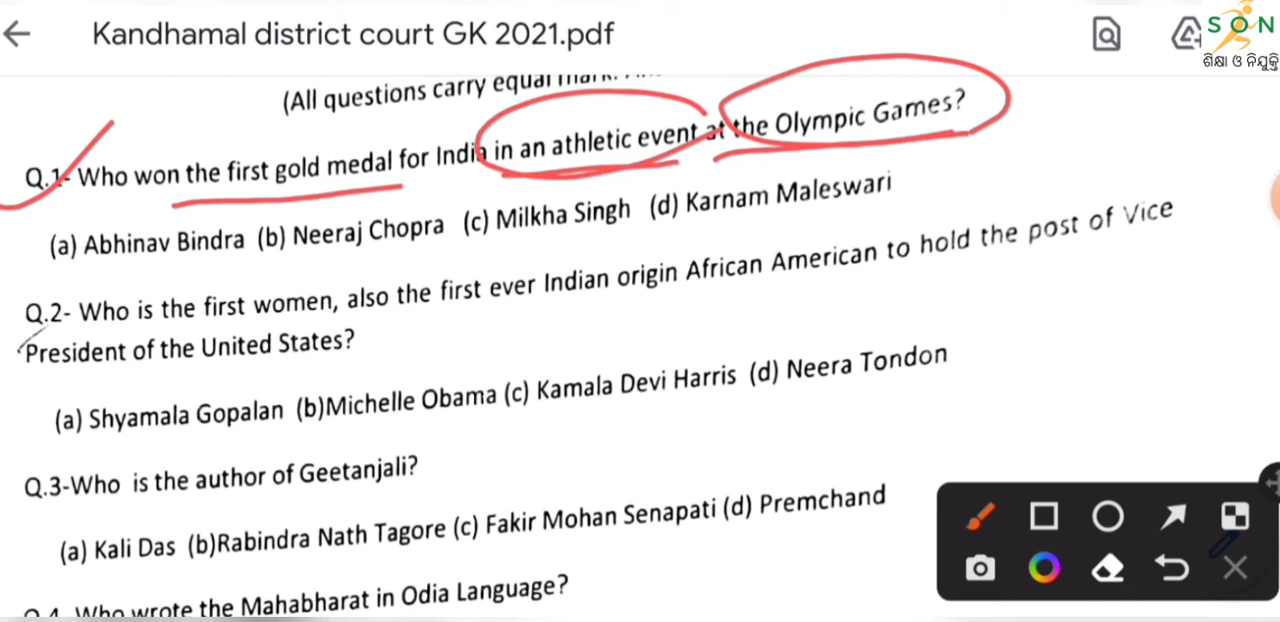 Kandhamal district court GK 2021.pdf
SON
ଶିକ୍ଷା ଓ ନିଯୁକ୍ତି
(All questions carry equal
Q.1- Who won the first gold medal for India in an athletic event at the Olympic Games?
(a) Abhinav Bindra (b) Neeraj Chopra (c) Milkha Singh (d) Karnam Maleswari
Q.2- Who is the first women, also the first ever Indian origin African American to hold the post of Vice
President of the United States?
(a) Shyamala Gopalan (b)Michelle Obama (c) Kamala Devi Harris (d) Neera Tondon
Q.3-Who is the author of Geetanjali?
(a) Kali Das (b)Rabindra Nath Tagore (c) Fakir Mohan Senapati (d) Premchand
Q.4 Who wrote the Mahabharat in Odia Language?